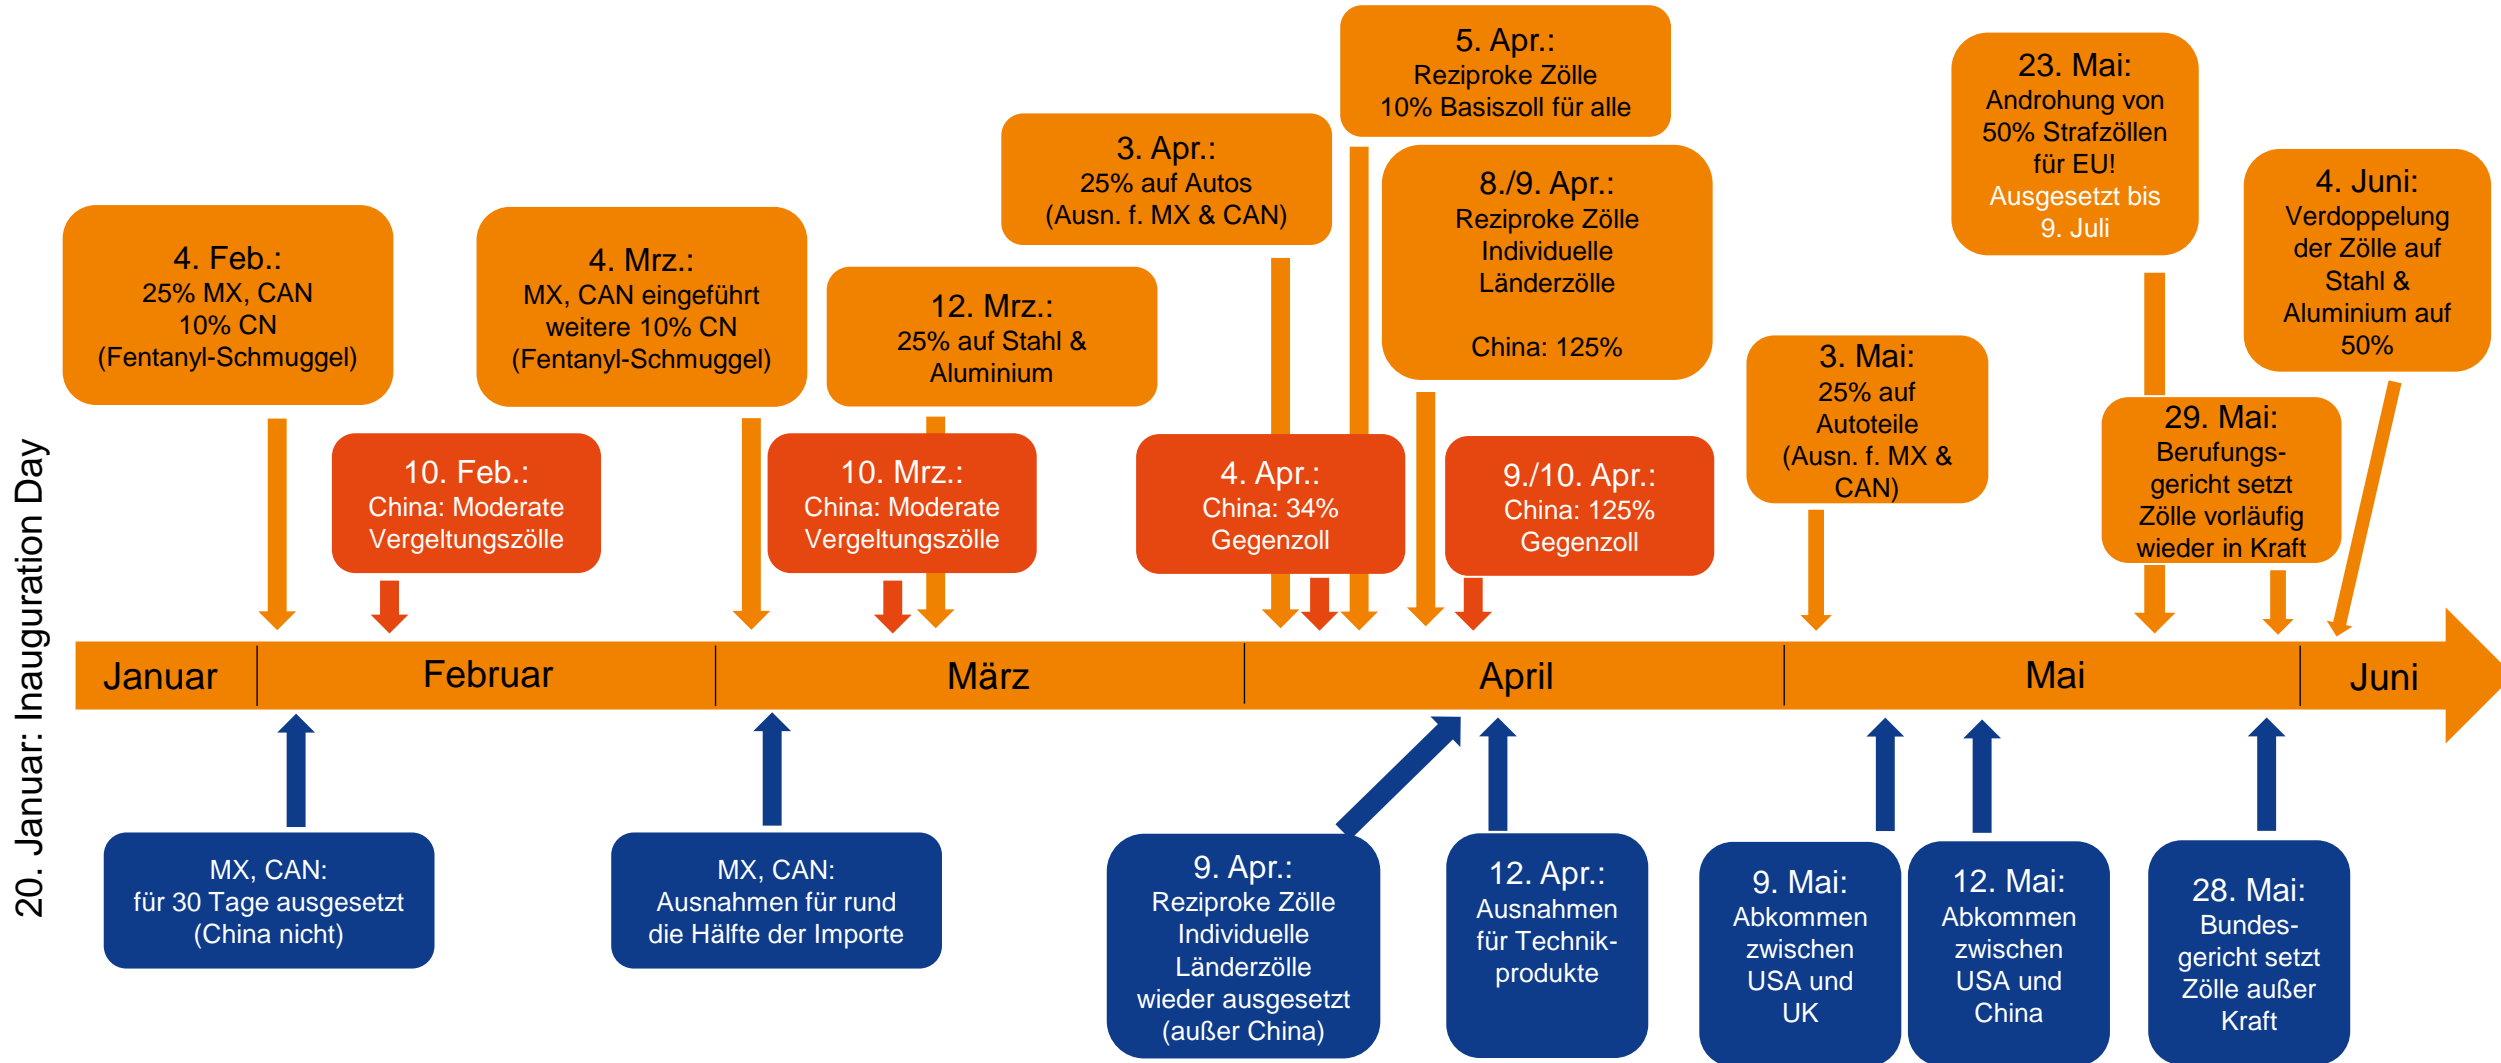 20. Januar: Inauguration Day
4. Feb.:
25% MX, CAN
10% CN
(Fentanyl-Schmuggel)
4. Mrz.:
MX, CAN eingeführt
weitere 10% CN
(Fentanyl-Schmuggel)
12. Mrz.:
25% auf Stahl &
Aluminium
3. Apr.:
25% auf Autos
(Ausn. f. MX & CAN)
5. Apr.:
Reziproke Zölle
10% Basiszoll für alle
8./9. Apr.:
Reziproke Zölle
Individuelle
Länderzölle
China: 125%
3. Mai:
25% auf
Autoteile
(Ausn. f. MX &
CAN)
23. Mai:
Androhung von
50% Strafzöllen
für EU!
Ausgesetzt bis
9. Juli
29. Mai:
Berufungs-
gericht setzt
Zölle vorläufig
wieder in Kraft
4. Juni:
Verdoppelung
der Zölle auf
Stahl &
Aluminium auf
50%
10. Feb.:
China: Moderate
Vergeltungszölle
10. Mrz.:
China: Moderate
Vergeltungszölle
4. Apr.:
China: 34%
Gegenzoll
9./10. Apr.:
China: 125%
Gegenzoll
Januar
Februar
März
April
Mai
Juni
MX, CAN:
für 30 Tage ausgesetzt
(China nicht)
MX, CAN:
Ausnahmen für rund
die Hälfte der Importe
9. Apr.:
Reziproke Zölle
Individuelle
Länderzölle
wieder ausgesetzt
(außer China)
12. Apr.:
Ausnahmen
für Technik-
produkte
9. Mai:
Abkommen
zwischen
USA und
UK
12. Mai:
Abkommen
zwischen
USA und
China
28. Mai:
Bundes-
gericht setzt
Zölle außer
Kraft